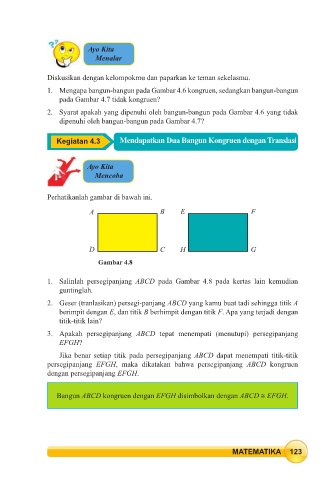 Ayo Kita
Menalar
Diskusikan dengan kelompokmu dan paparkan ke teman sekelasmu.
1. Mengapa bangun-bangun pada Gambar 4.6 kongruen, sedangkan bangun-bangun
pada Gambar 4.7 tidak kongruen?
2. Syarat apakah yang dipenuhi oleh bangun-bangun pada Gambar 4.6 yang tidak
dipenuhi oleh bangun-bangun pada Gambar 4.7?
Kegiatan 4.3 Mendapatkan Dua Bangun Kongruen dengan Translasi
Ayo Kita
Mencoba
Perhatikanlah gambar di bawah ini.
A B E F
D C H G
Gambar 4.8
1. Salinlah persegipanjang ABCD pada Gambar 4.8 pada kertas lain kemudian
guntinglah.
2. Geser (tranlasikan) persegi-panjang ABCD yang kamu buat tadi sehingga titik A
berimpit dengan E, dan titik B berhimpit dengan titik F. Apa yang terjadi dengan
titik-titik lain?
3. Apakah persegipanjang ABCD tepat menempati (menutupi) persegipanjang
EFGH?
Jika benar setiap titik pada persegipanjang ABCD dapat menempati titik-titik
persegipanjang EFGH, maka dikatakan bahwa persegipanjang ABCD kongruen
dengan persegipanjang EFGH.
Bangun ABCD kongruen dengan EFGH disimbolkan dengan ABCD ≅ EFGH.
MATEMATIKA 123